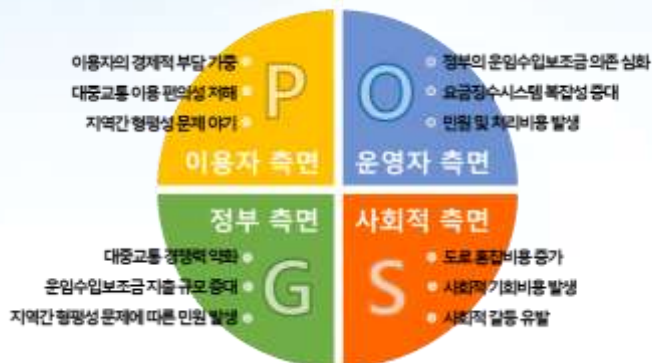 이용자의 경제적 부담 가중
대중교통 이용 편의성 저해
지역간 형평성 문제 야기
P
이용자 측면
정부의 운임수입보조금 의존 심화
요금징수시스템 복잡성 증대
민원 및 처리비용 발생
O
운영자 측면
정부 측면
대중교통 경쟁력 악화
운임수입보조금 지출 규모 증대
지역간 형평성 문제에 따른 민원 발생
G
사회적 측면
도로 혼잡비용 증가
사회적 기회비용 발생
사회적 갈등 유발
S